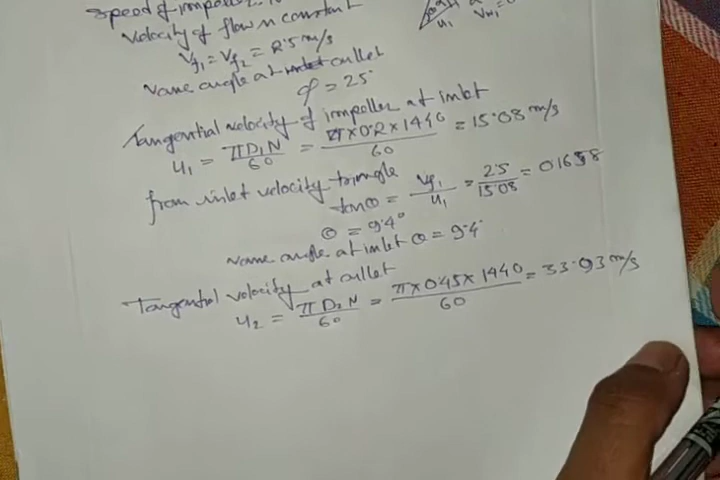 Speed of impeller
Velocity of flow n constant
Vf1 = Vf2 = 2.5 m/s
Vane angle at outlet
φ = 25°
u1
Vw1 = 0
Tangential velocity of impeller at inlet
u1 = πD1N/60 = π×0.2×1440/60 = 15.08 m/s
from inlet velocity triangle
tanθ = Vf1/u1 = 2.5/15.08 = 0.1658
θ = 9.4°
Vane angle at inlet θ = 9.4°
Tangential velocity at outlet
u2 = πD2N/60 = π×0.45×1440/60 = 33.93 m/s